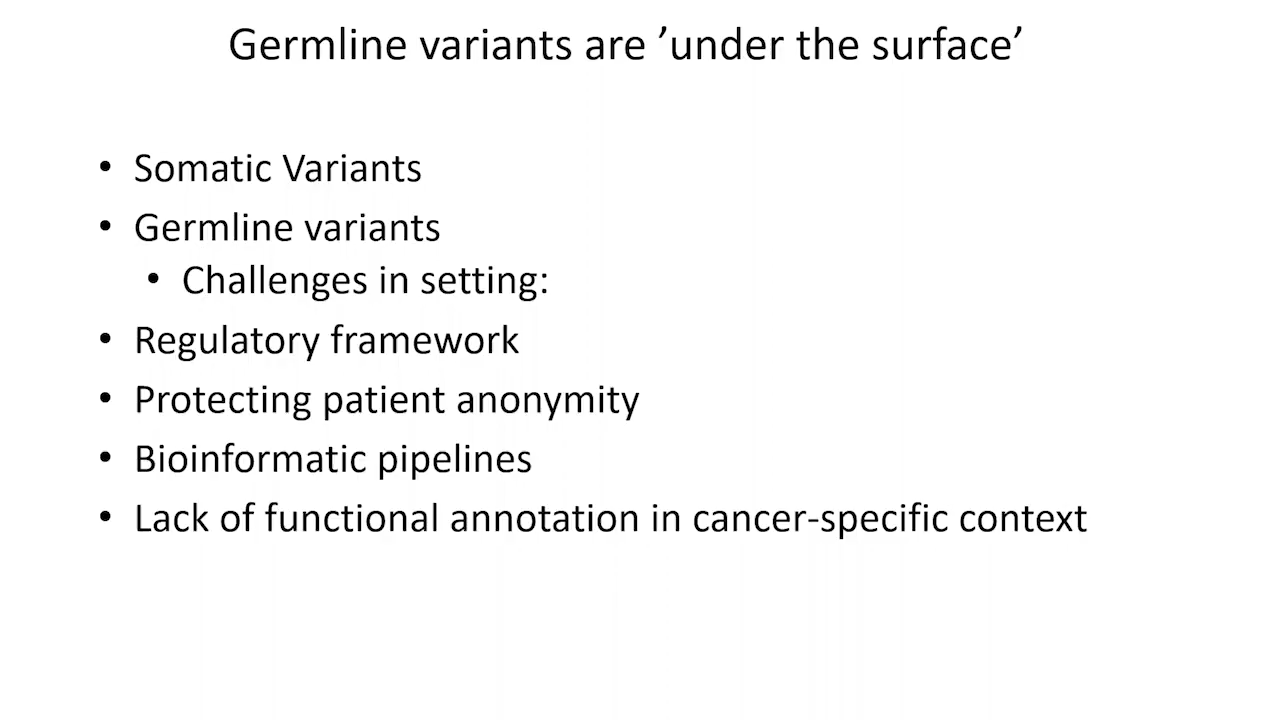 Germline variants are ’under the surface’
• Somatic Variants
• Germline variants
• Challenges in setting:
• Regulatory framework
• Protecting patient anonymity
• Bioinformatic pipelines
• Lack of functional annotation in cancer-specific context